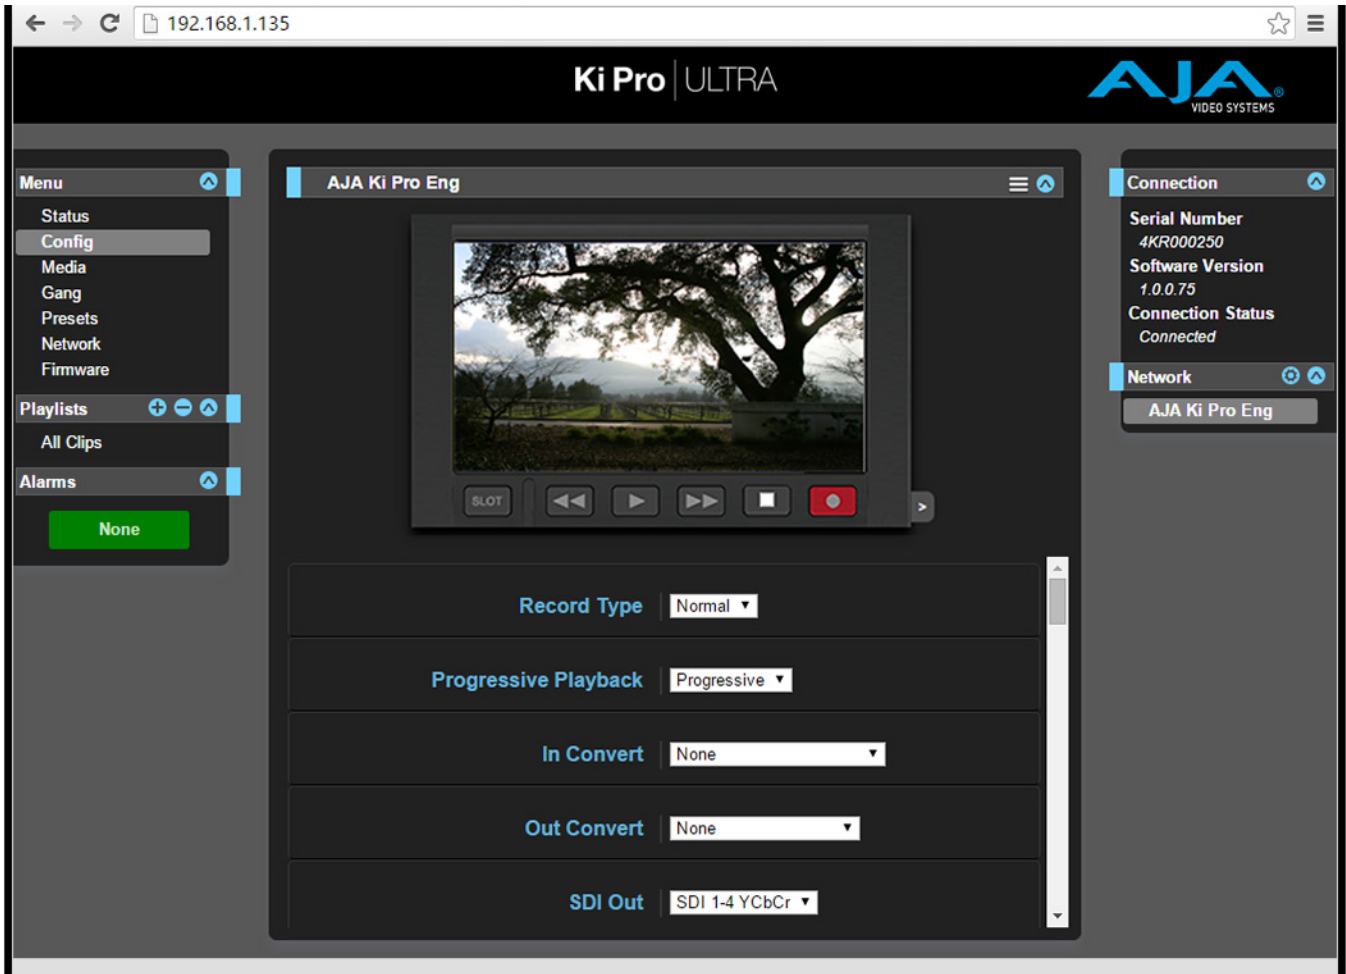 192.168.1.135
Ki Pro | ULTRA
AJA®
VIDEO SYSTEMS
Menu
Status
Config
Media
Gang
Presets
Network
Firmware
Playlists
All Clips
Alarms
None
AJA Ki Pro Eng
SLOT
>
Record Type
Normal
Progressive Playback
Progressive
In Convert
None
Out Convert
None
SDI Out
SDI 1-4 YCbCr
Connection
Serial Number
4KR000250
Software Version
1.0.0.75
Connection Status
Connected
Network
AJA Ki Pro Eng